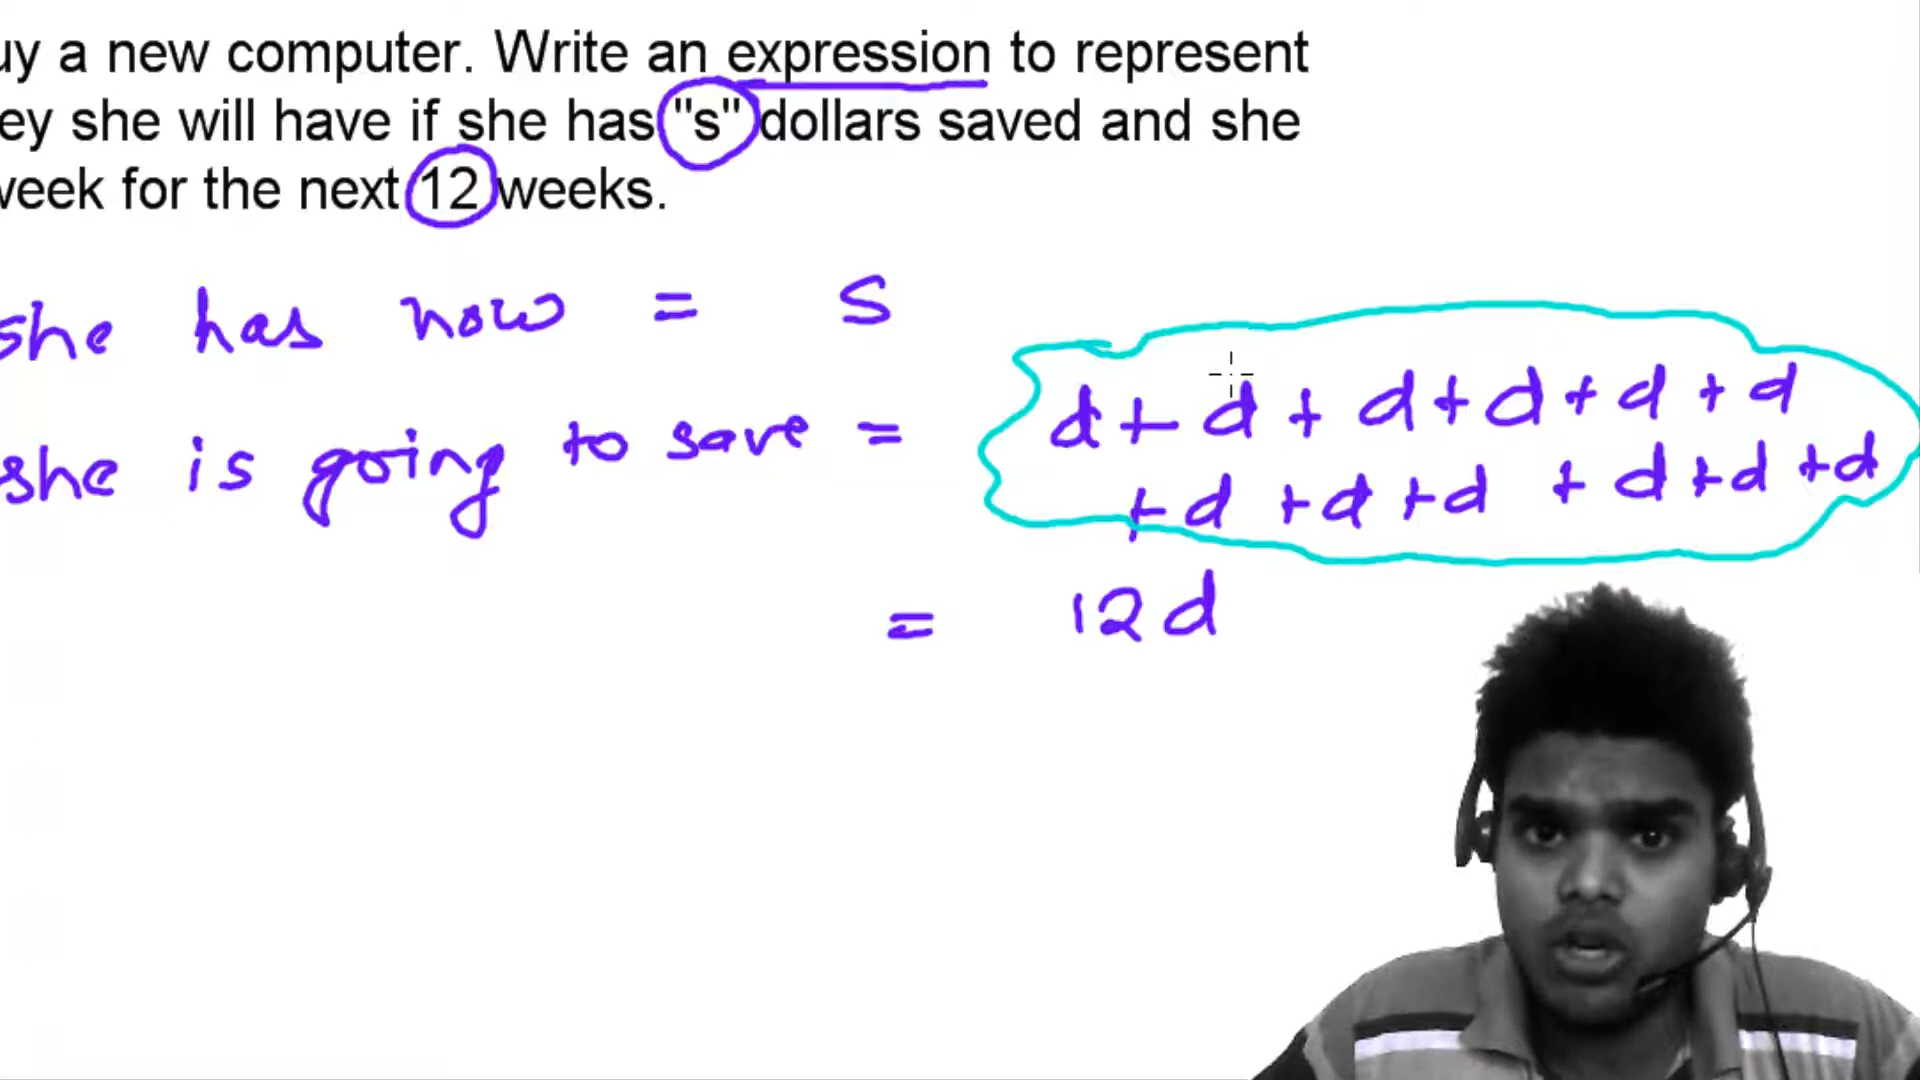 uy a new computer. Write an expression to represent
ey she will have if she has "s" dollars saved and she
week for the next 12 weeks.
she has now = S
she is going to save = d + d + d + d + d + d
+ d + d + d + d + d + d
= 12d